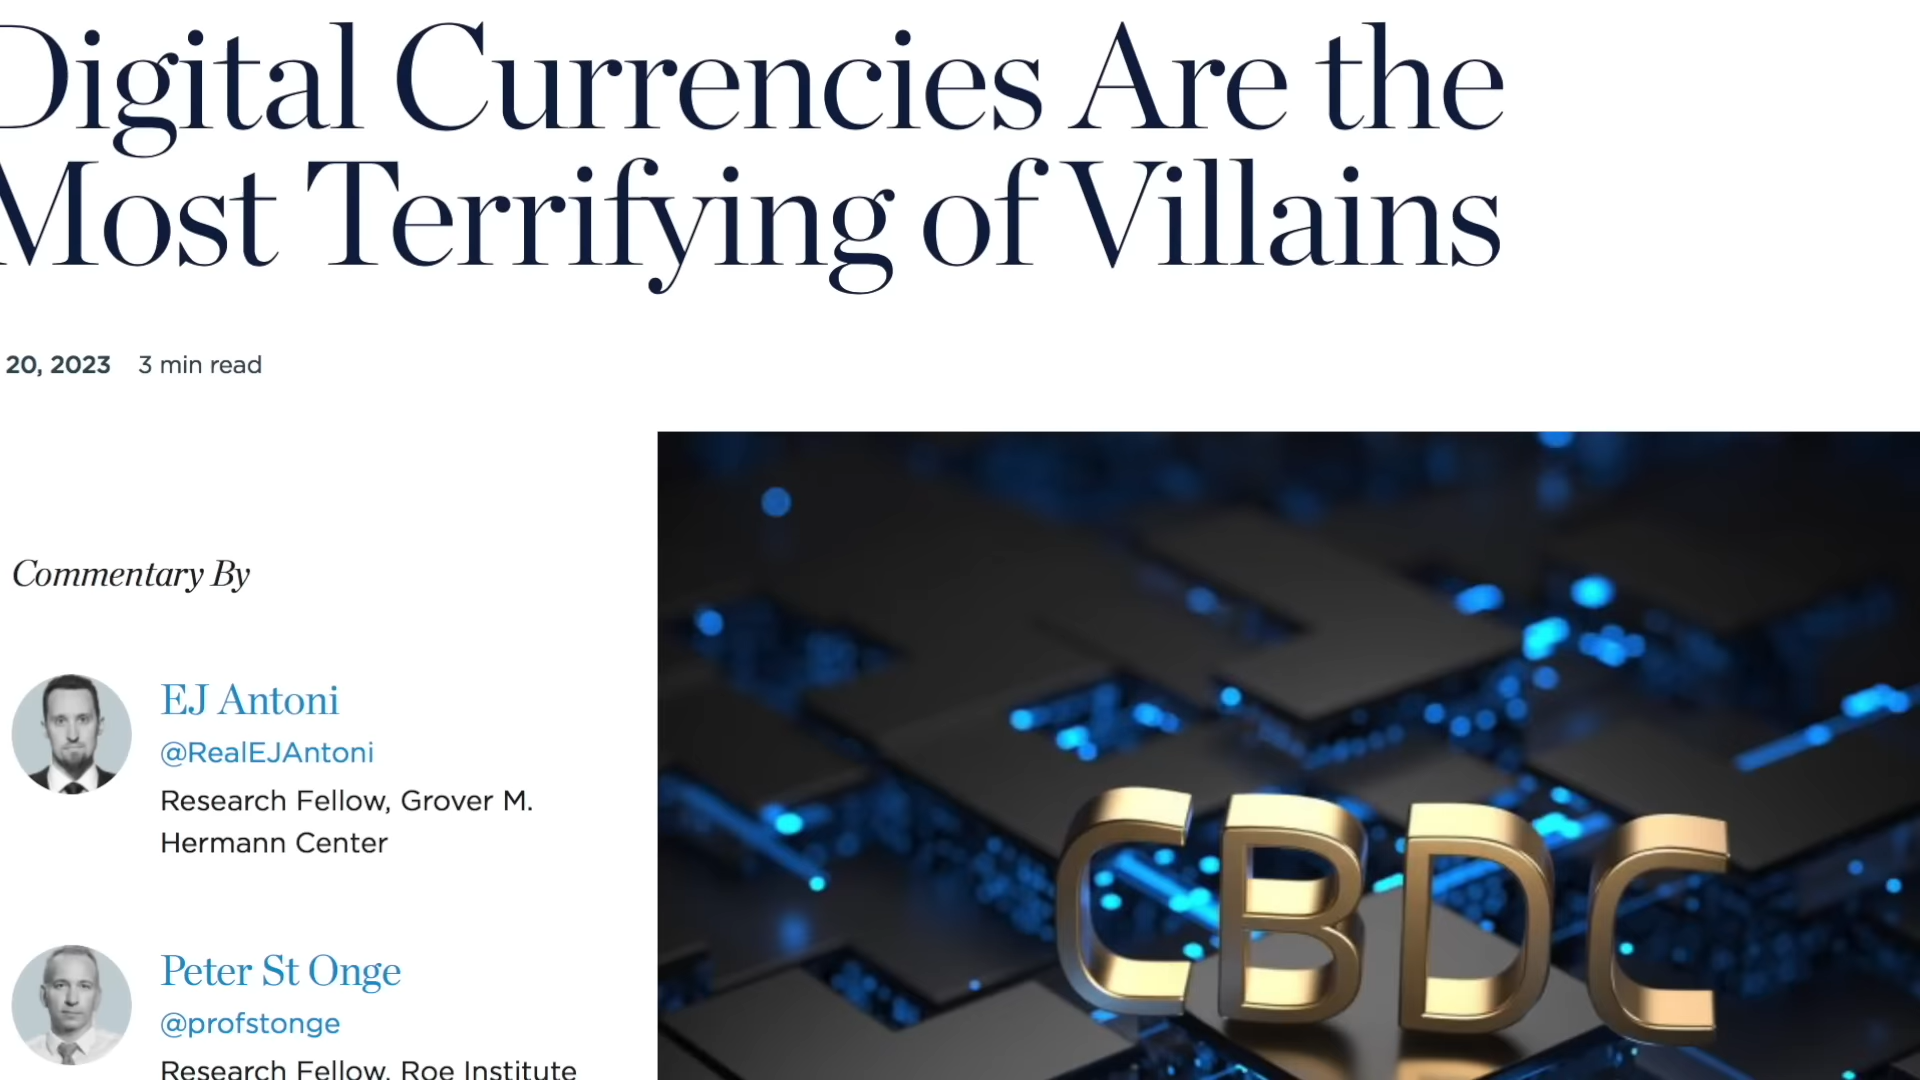 Digital Currencies Are the
Most Terrifying of Villains
20, 2023 3 min read
Commentary By
EJ Antoni
@RealEJAntoni
Research Fellow, Grover M.
Hermann Center
Peter St Onge
@profstonge
Research Fellow, Roe Institute
CBDC